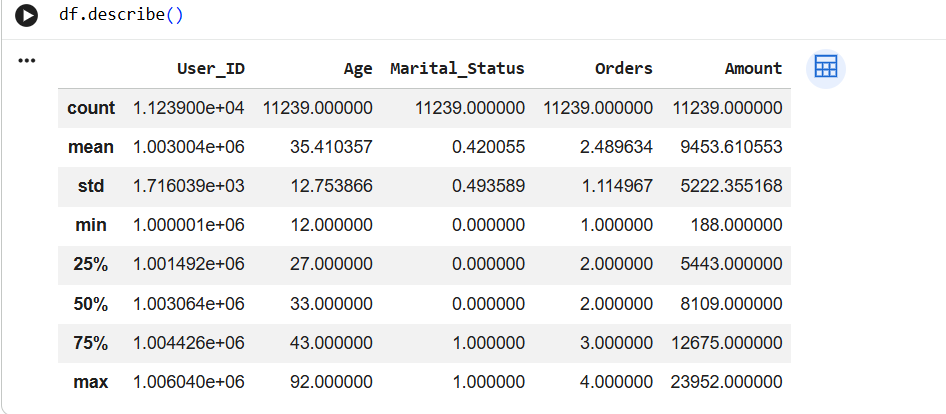 df.describe()
... User_ID Age Marital_Status Orders Amount
count 1.123900e+04 11239.000000 11239.000000 11239.000000 11239.000000
mean 1.003004e+06 35.410357 0.420055 2.489634 9453.610553
std 1.716039e+03 12.753866 0.493589 1.114967 5222.355168
min 1.000001e+06 12.000000 0.000000 1.000000 188.000000
25% 1.001492e+06 27.000000 0.000000 2.000000 5443.000000
50% 1.003064e+06 33.000000 0.000000 2.000000 8109.000000
75% 1.004426e+06 43.000000 1.000000 3.000000 12675.000000
max 1.006040e+06 92.000000 1.000000 4.000000 23952.000000